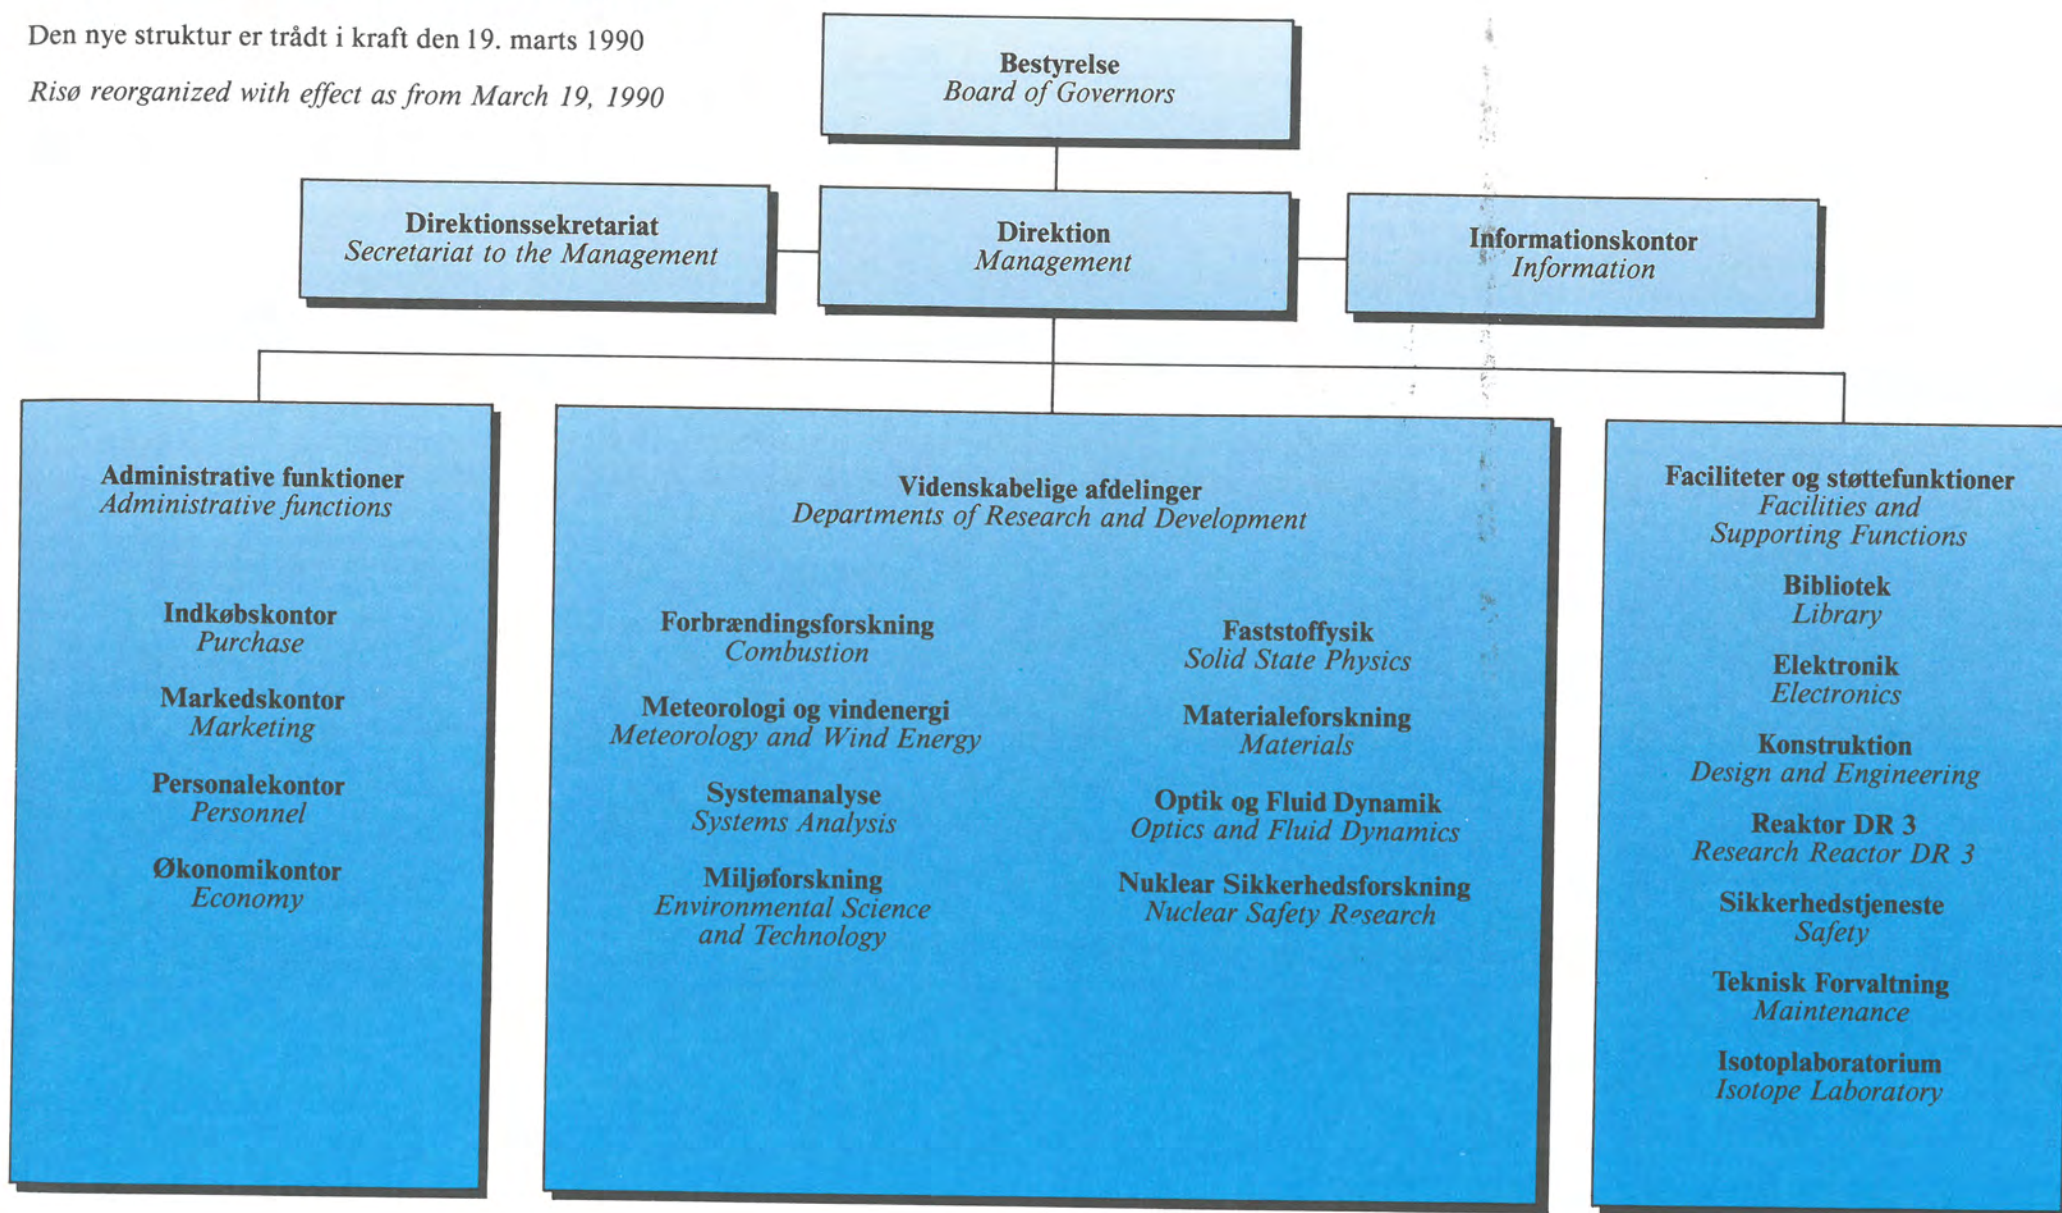 Den nye struktur er trådt i kraft den 19. marts 1990
Risø reorganized with effect as from March 19, 1990
Bestyrelse
Board of Governors
Direktionssekretariat
Secretariat to the Management
Direktion
Management
Informationskontor
Information
Administrative funktioner
Administrative functions
Indkøbskontor
Purchase
Markedskontor
Marketing
Personalekontor
Personnel
Økonomikontor
Economy
Videnskabelige afdelinger
Departments of Research and Development
Forbrændingsforskning
Combustion
Meteorologi og vindenergi
Meteorology and Wind Energy
Systemanalyse
Systems Analysis
Miljøforskning
Environmental Science
and Technology
Faststoffysik
Solid State Physics
Materialeforskning
Materials
Optik og Fluid Dynamik
Optics and Fluid Dynamics
Nuklear Sikkerhedsforskning
Nuclear Safety Research
Faciliteter og støttefunktioner
Facilities and
Supporting Functions
Bibliotek
Library
Elektronik
Electronics
Konstruktion
Design and Engineering
Reaktor DR 3
Research Reactor DR 3
Sikkerhedstjeneste
Safety
Teknisk Forvaltning
Maintenance
Isotoplaboratorium
Isotope Laboratory